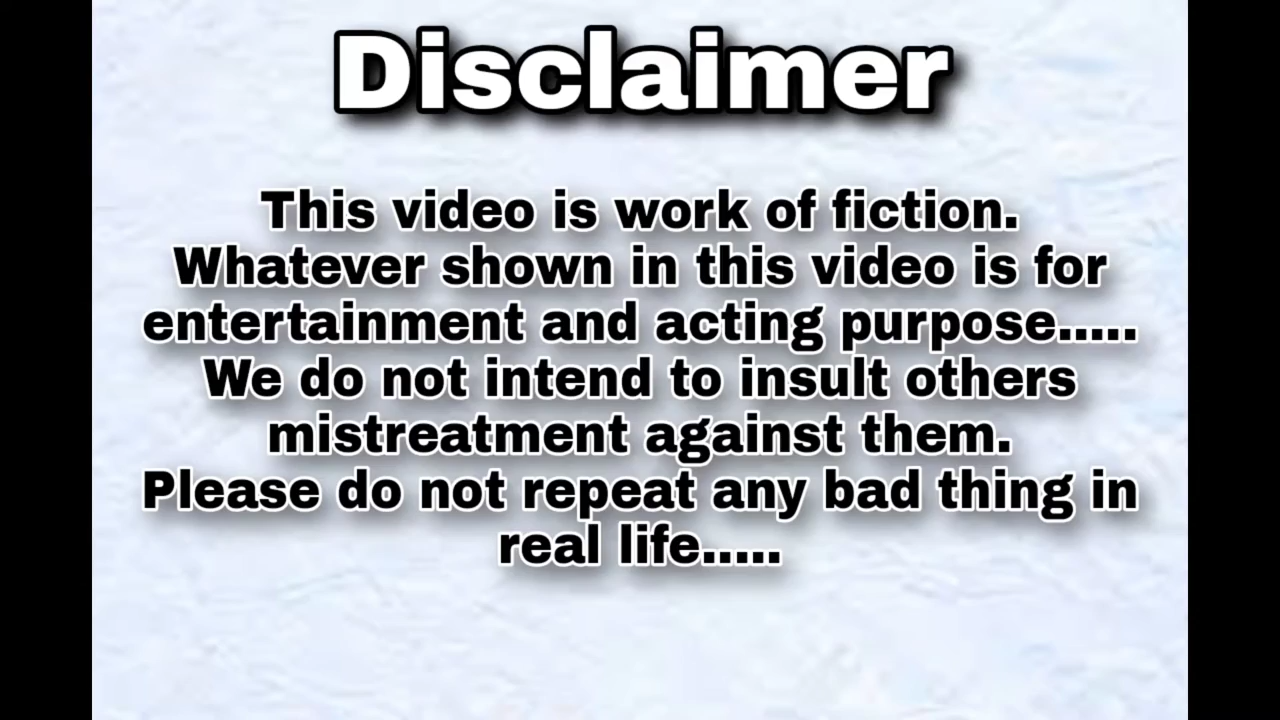 Disclaimer
This video is work of fiction.
Whatever shown in this video is for
entertainment and acting purpose.....
We do not intend to insult others
mistreatment against them.
Please do not repeat any bad thing in
real life.....